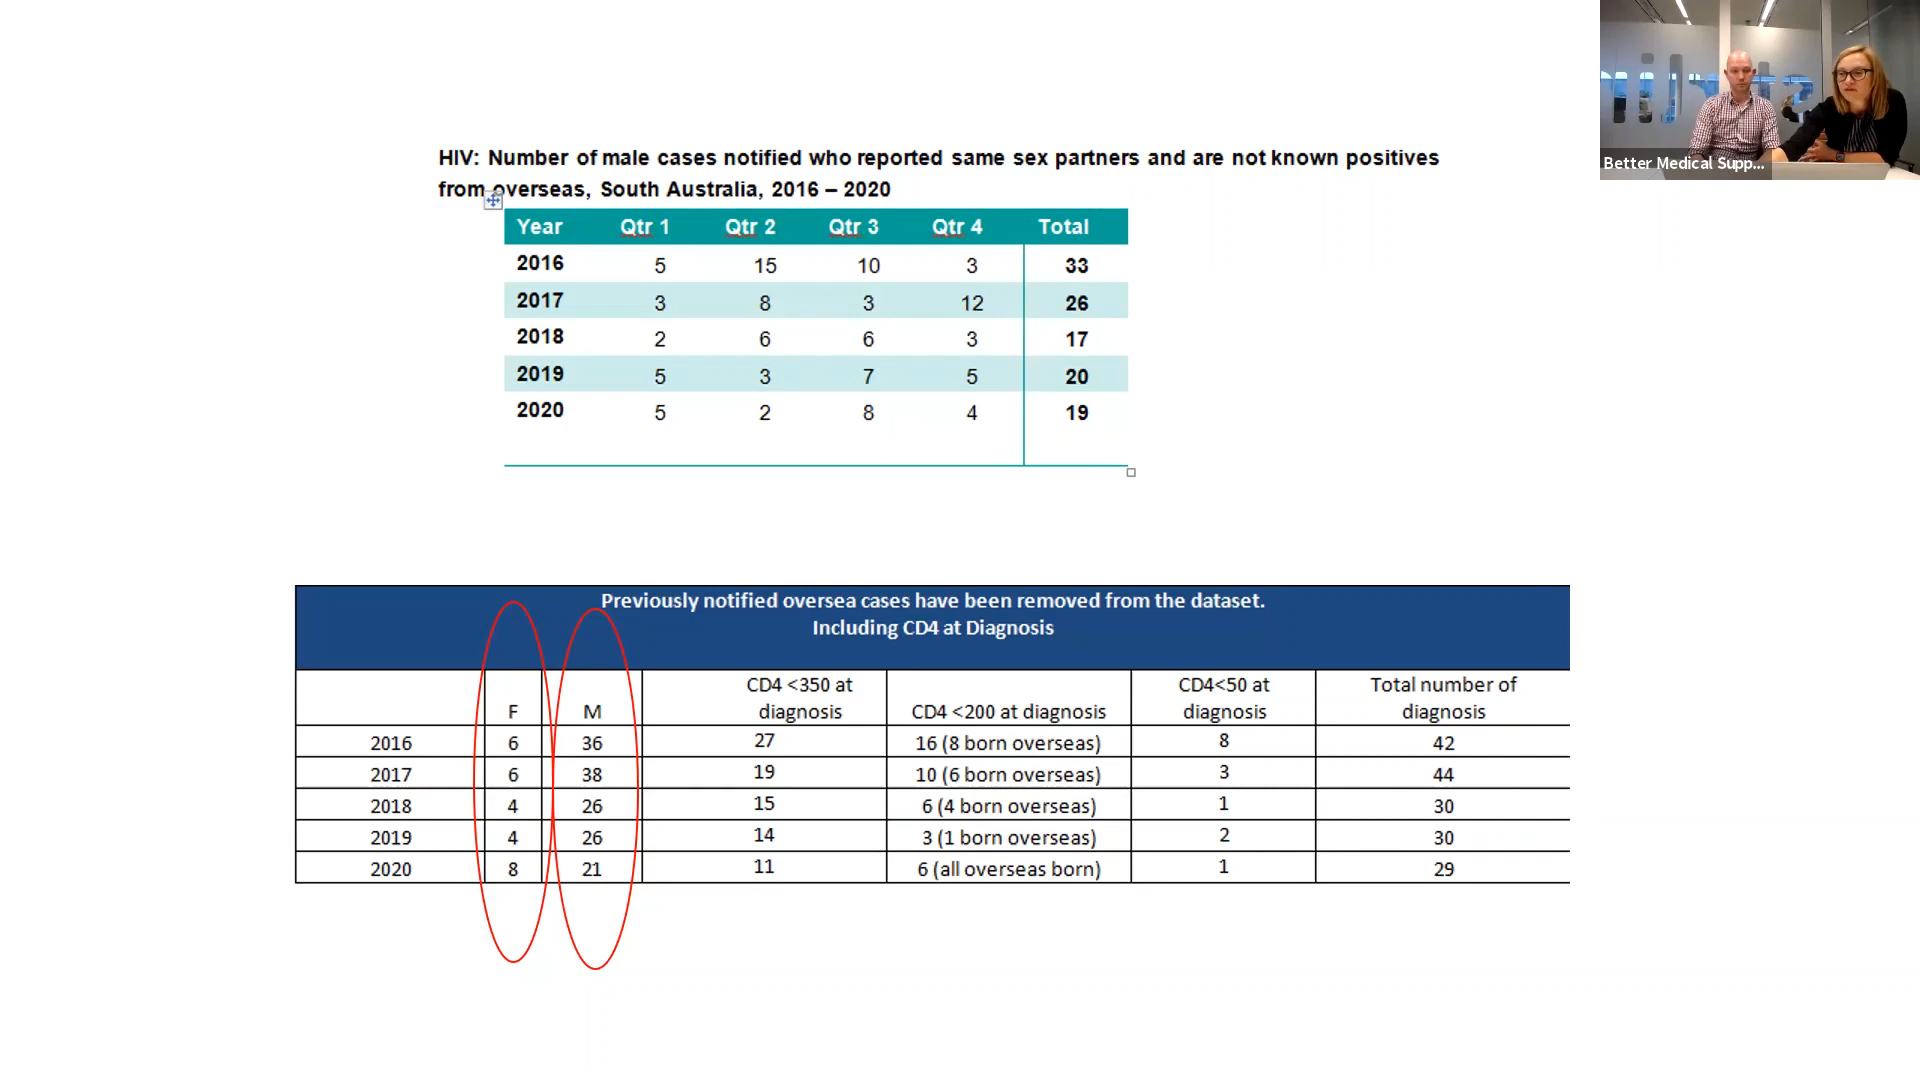 HIV: Number of male cases notified who reported same sex partners and are not known positives
from overseas, South Australia, 2016 – 2020
Year Qtr 1 Qtr 2 Qtr 3 Qtr 4 Total
2016 5 15 10 3 33
2017 3 8 3 12 26
2018 2 6 6 3 17
2019 5 3 7 5 20
2020 5 2 8 4 19
Better Medical Supp...
Previously notified oversea cases have been removed from the dataset.
Including CD4 at Diagnosis
F M CD4 <350 at diagnosis CD4 <200 at diagnosis CD4<50 at diagnosis Total number of diagnosis
2016 6 36 27 16 (8 born overseas) 8 42
2017 6 38 19 10 (6 born overseas) 3 44
2018 4 26 15 6 (4 born overseas) 1 30
2019 4 26 14 3 (1 born overseas) 2 30
2020 8 21 11 6 (all overseas born) 1 29